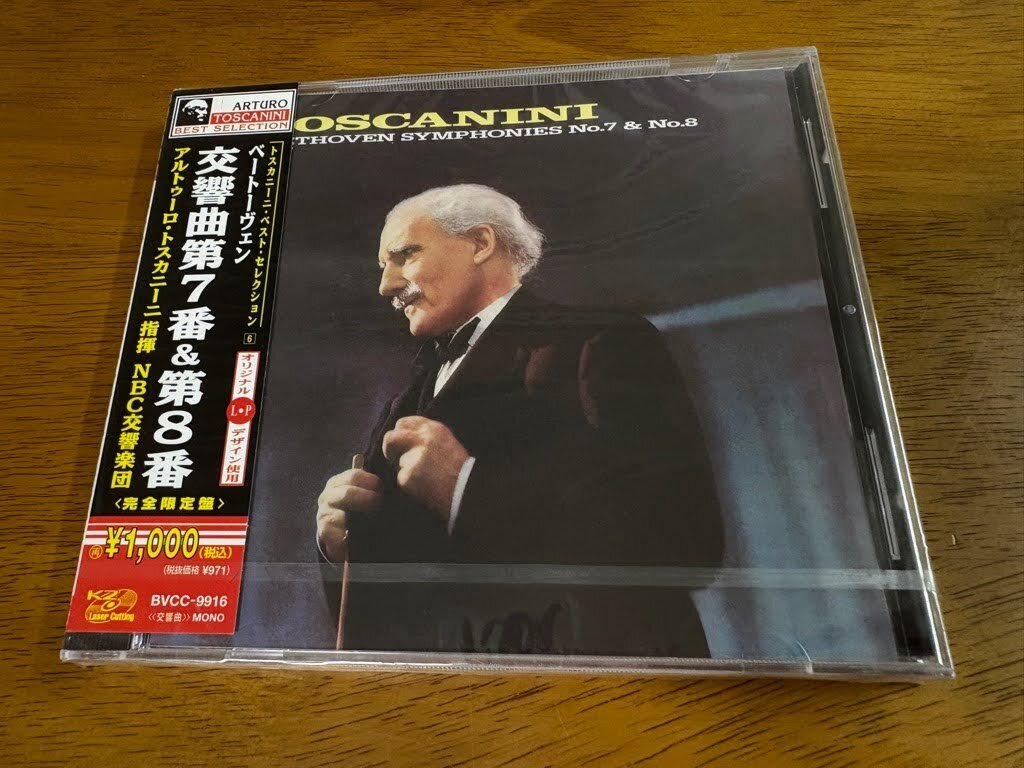 ARTURO
TOSCANINI
BEST SELECTION
トスカニーニ・ベスト・セレクション 6
ベートーヴェン
交響曲第7番&第8番
アルトゥーロ・トスカニーニ 指揮 NBC交響楽団
オリジナル
L・P
デザイン使用
〈完全限定盤〉
再 ¥1,000(税込)
(税抜価格 ¥971)
K2
Laser Cutting
BVCC-9916
《交響曲》MONO
OSCANINI
THOVEN SYMPHONIES No.7 & No.8